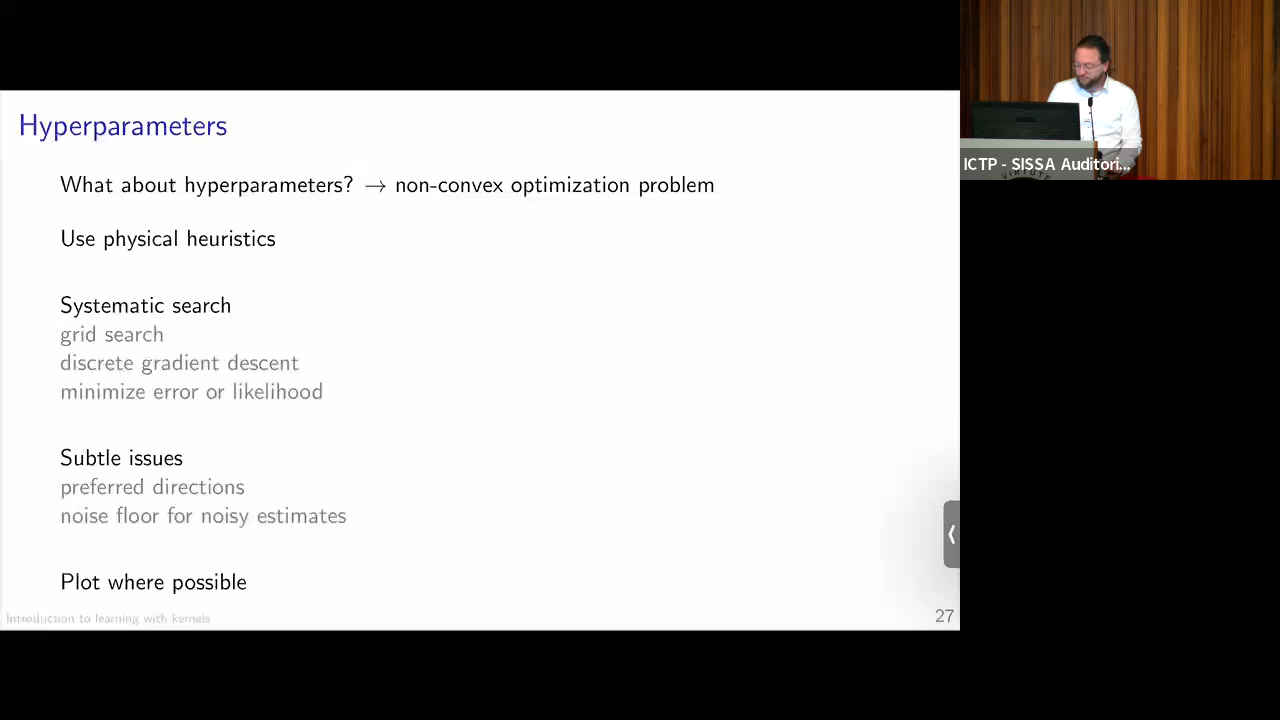 Hyperparameters
What about hyperparameters? → non-convex optimization problem
Use physical heuristics
Systematic search
grid search
discrete gradient descent
minimize error or likelihood
Subtle issues
preferred directions
noise floor for noisy estimates
Plot where possible
Introduction to learning with kernels
27
ICTP - SISSA Auditori...
VIRTUTE